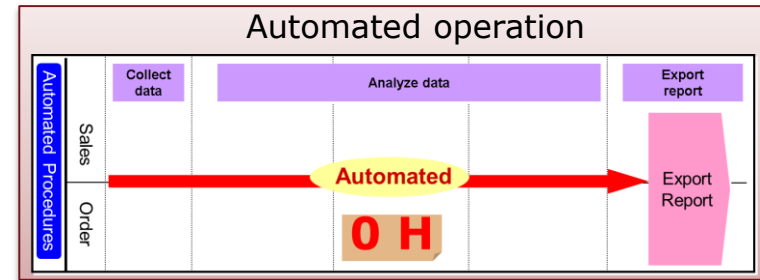 Automated operation
Automated Procedures
Collect
data
Analyze data
Export
report
Sales
Order
Automated
0 H
Export
Report